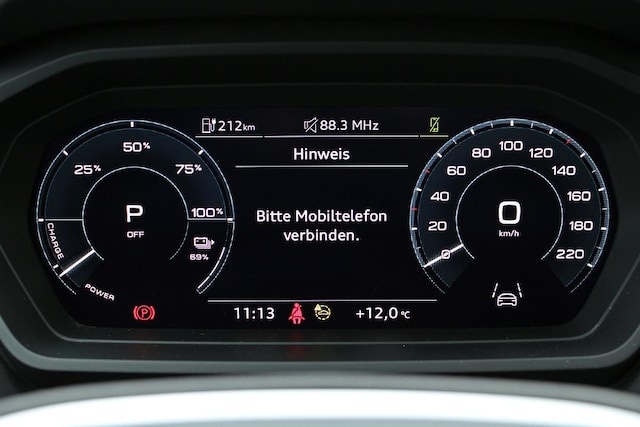 212km
88.3 MHz
Hinweis
Bitte Mobiltelefon
verbinden.
25%
50%
75%
100%
P
OFF
CHARGE
POWER
69%
0
20
40
60
80
100
120
140
160
180
220
0
km/h
P
11:13
+12,0 °C